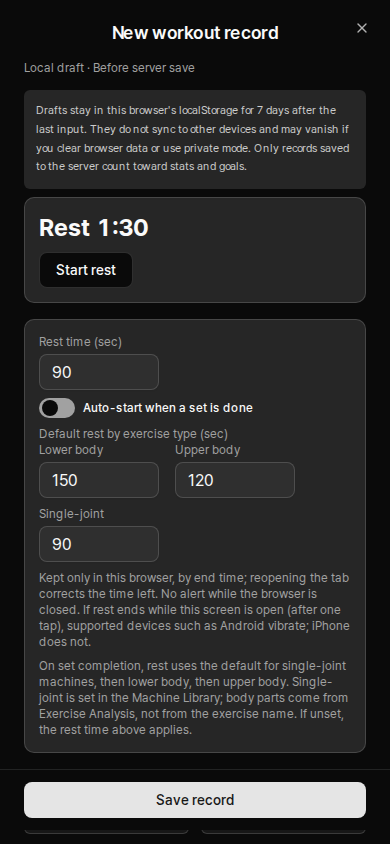 New workout record
Local draft · Before server save
Drafts stay in this browser's localStorage for 7 days after the
last input. They do not sync to other devices and may vanish if
you clear browser data or use private mode. Only records saved
to the server count toward stats and goals.
Rest 1:30
Start rest
Rest time (sec)
90
Auto-start when a set is done
Default rest by exercise type (sec)
Lower body Upper body
150 120
Single-joint
90
Kept only in this browser, by end time; reopening the tab
corrects the time left. No alert while the browser is
closed. If rest ends while this screen is open (after one
tap), supported devices such as Android vibrate; iPhone
does not.
On set completion, rest uses the default for single-joint
machines, then lower body, then upper body. Single-
joint is set in the Machine Library; body parts come from
Exercise Analysis, not from the exercise name. If unset,
the rest time above applies.
Save record